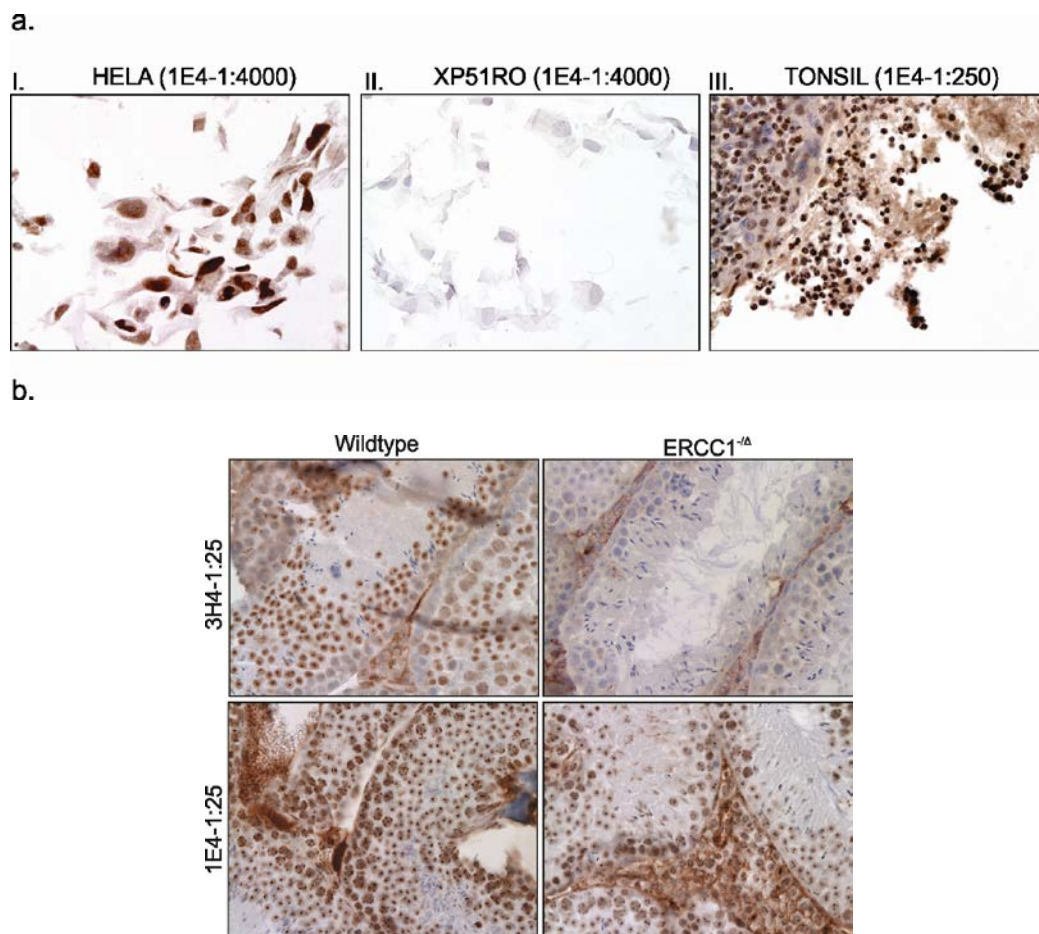 a.
I. HELA (1E4-1:4000) II. XP51RO (1E4-1:4000) III. TONSIL (1E4-1:250)
b.
Wildtype ERCC1-/Δ
3H4-1:25
1E4-1:25